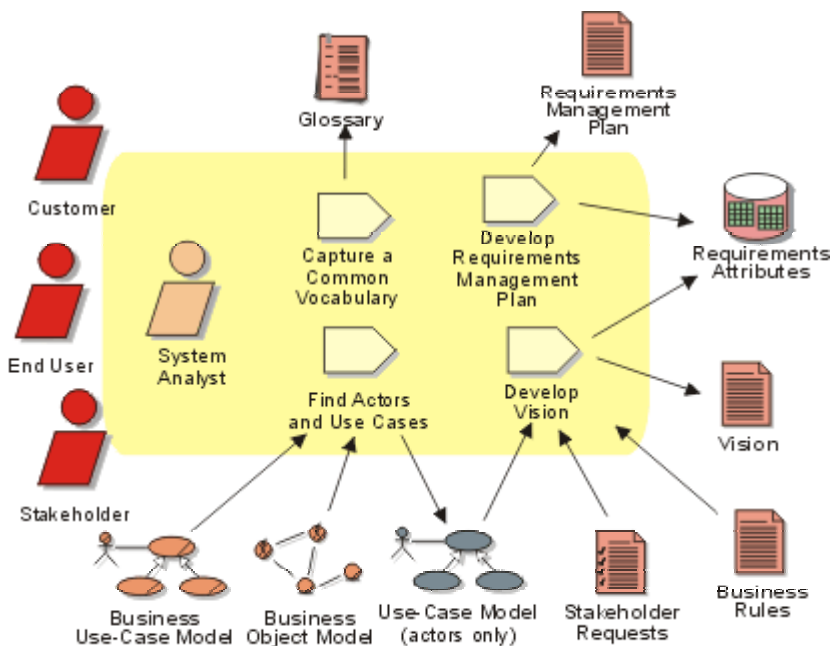 Glossary
Requirements
Management
Plan
Customer
Capture a
Common
Vocabulary
Develop
Requirements
Management
Plan
Requirements
Attributes
End User
System
Analyst
Find Actors
and Use Cases
Develop
Vision
Vision
Stakeholder
Business
Use-Case Model
Business
Object Model
Use-Case Model
(actors only)
Stakeholder
Requests
Business
Rules